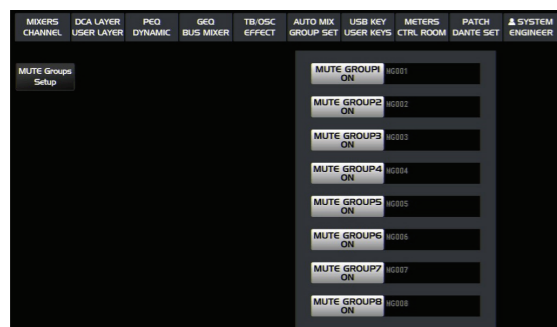 MIXERS DCA LAYER PEQ GEQ TB/OSC AUTO MIX USB KEY METERS PATCH SYSTEM
CHANNEL USER LAYER DYNAMIC BUS MIXER EFFECT GROUP SET USER KEYS CTRL ROOM DANTE SET ENGINEER
MUTE Groups
Setup
MUTE GROUP1
ON
MG001
MUTE GROUP2
ON
MG002
MUTE GROUP3
ON
MG003
MUTE GROUP4
ON
MG004
MUTE GROUP5
ON
MG005
MUTE GROUP6
ON
MG006
MUTE GROUP7
ON
MG007
MUTE GROUP8
ON
MG008